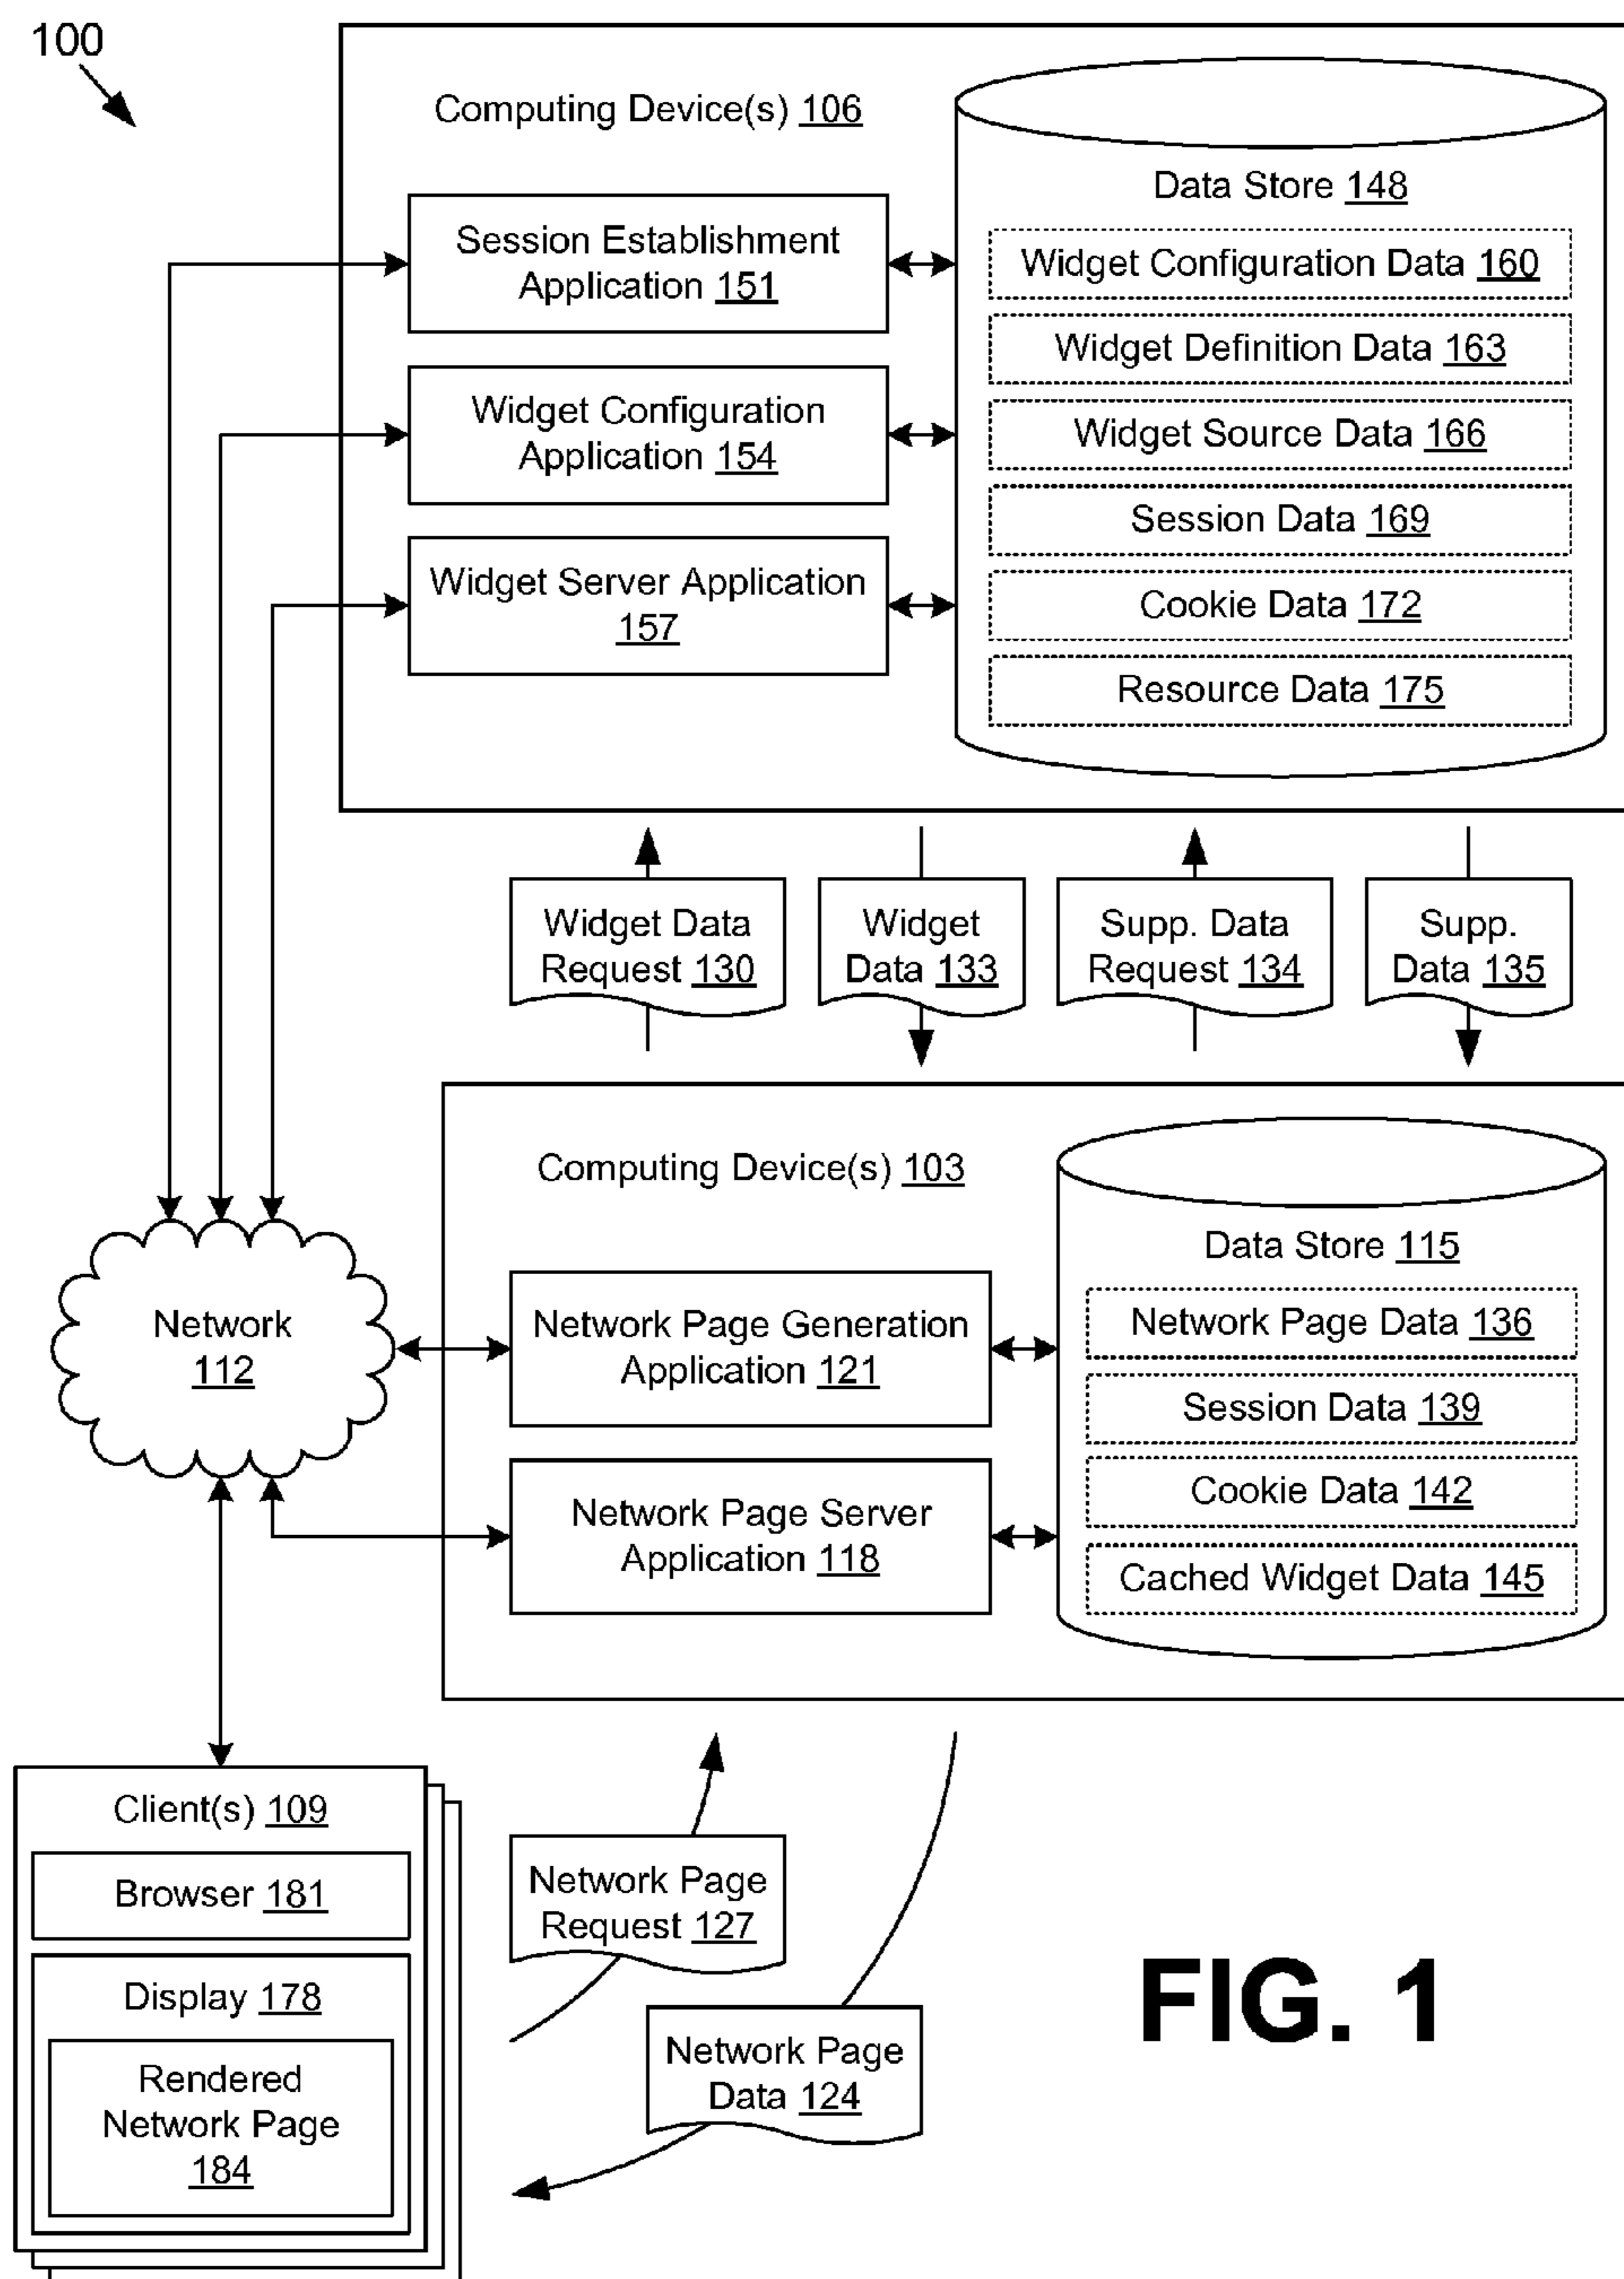 100
Computing Device(s) 106
Session Establishment
Application 151
Widget Configuration
Application 154
Widget Server Application
157
Data Store 148
Widget Configuration Data 160
Widget Definition Data 163
Widget Source Data 166
Session Data 169
Cookie Data 172
Resource Data 175
Widget Data
Request 130
Widget
Data 133
Supp. Data
Request 134
Supp.
Data 135
Computing Device(s) 103
Network
112
Network Page Generation
Application 121
Network Page Server
Application 118
Data Store 115
Network Page Data 136
Session Data 139
Cookie Data 142
Cached Widget Data 145
Client(s) 109
Browser 181
Display 178
Rendered
Network Page
184
Network Page
Request 127
Network Page
Data 124
FIG. 1